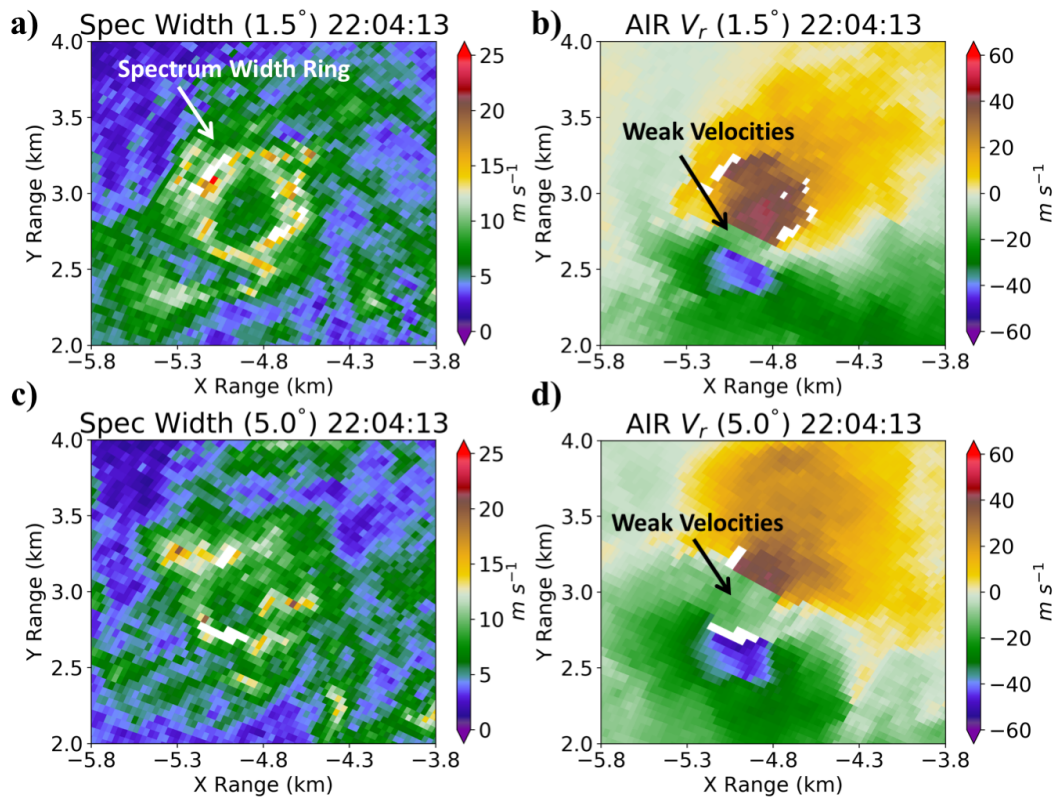 a) Spec Width (1.5°) 22:04:13
Spectrum Width Ring
4.0
3.5
3.0
2.5
2.0
Y Range (km)
−5.8 −5.3 −4.8 −4.3 −3.8
X Range (km)
25
20
15
10
5
0
m s⁻¹
b) AIR Vr (1.5°) 22:04:13
Weak Velocities
4.0
3.5
3.0
2.5
2.0
Y Range (km)
−5.8 −5.3 −4.8 −4.3 −3.8
X Range (km)
60
40
20
0
−20
−40
−60
m s⁻¹
c) Spec Width (5.0°) 22:04:13
4.0
3.5
3.0
2.5
2.0
Y Range (km)
−5.8 −5.3 −4.8 −4.3 −3.8
X Range (km)
25
20
15
10
5
0
m s⁻¹
d) AIR Vr (5.0°) 22:04:13
Weak Velocities
4.0
3.5
3.0
2.5
2.0
Y Range (km)
−5.8 −5.3 −4.8 −4.3 −3.8
X Range (km)
60
40
20
0
−20
−40
−60
m s⁻¹